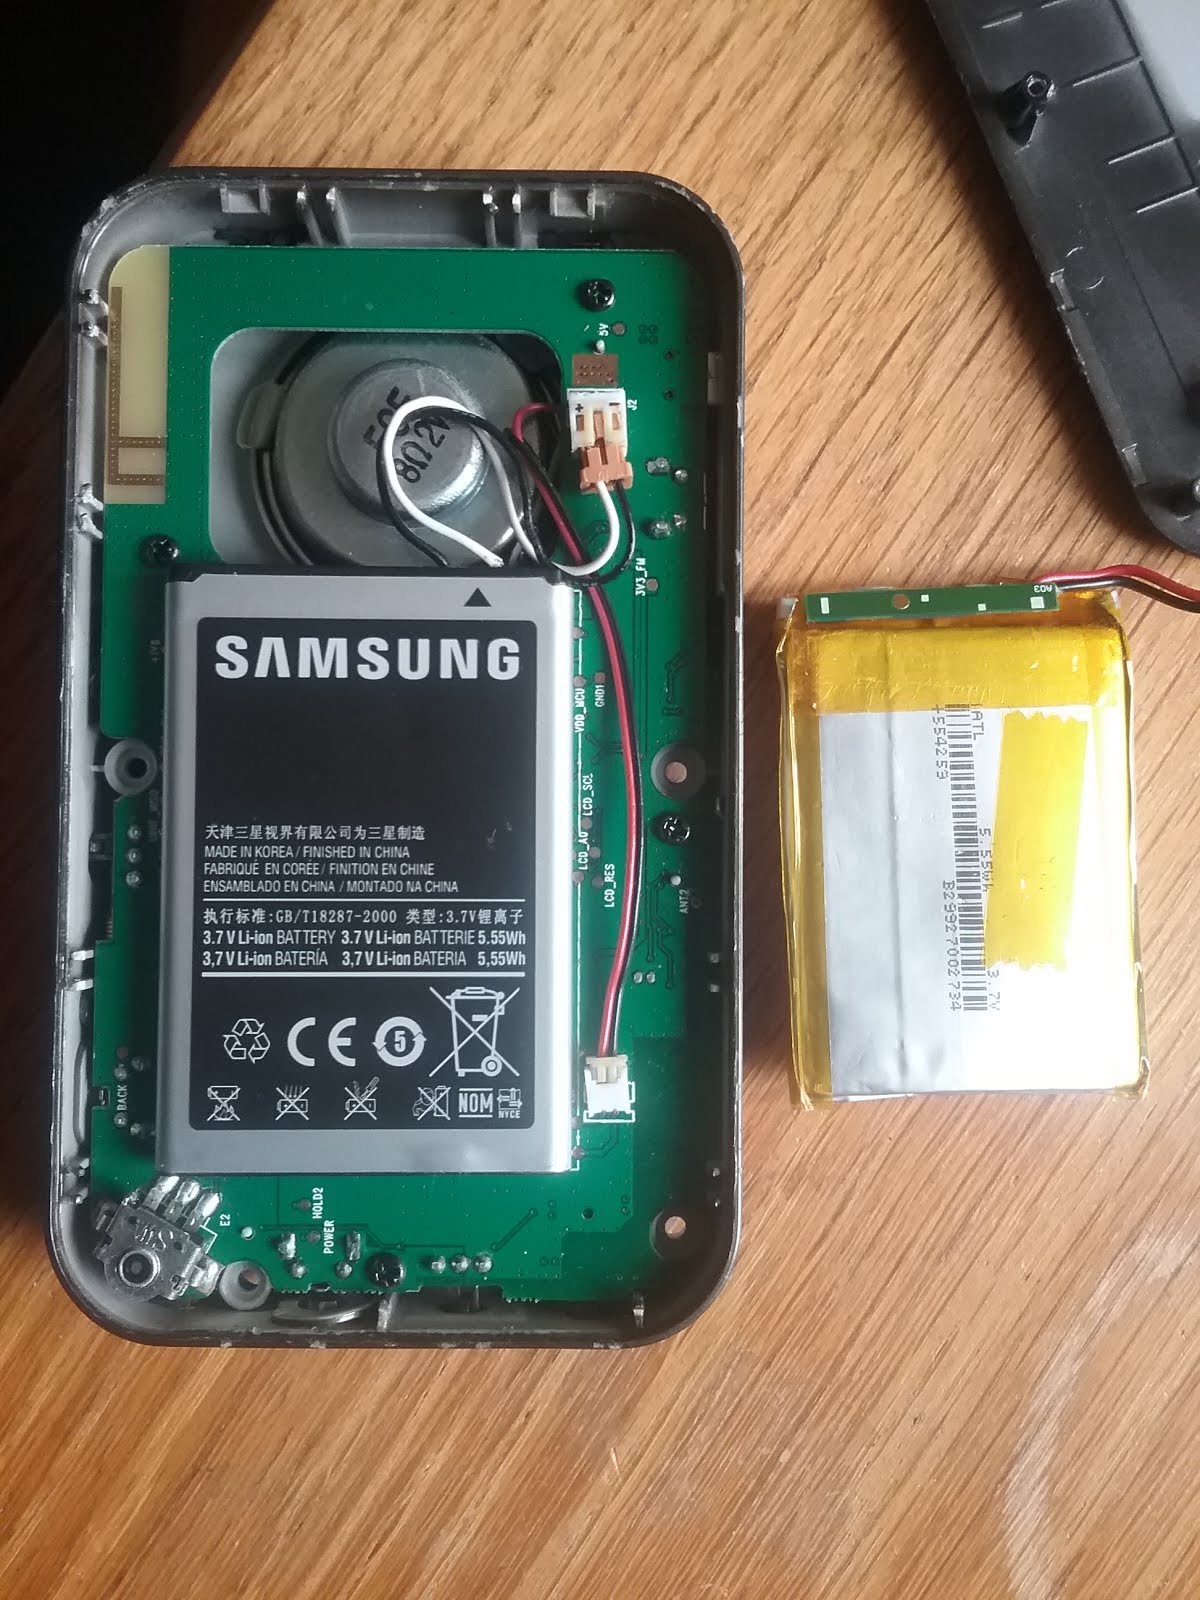 5V
J2
+ -
8Ω2W
3V3_FM
SAMSUNG
GND1
VDD_MCU
LCD_SCL
LCD_A0
LCD_RES
ANT2
天津三星视界有限公司为三星制造
MADE IN KOREA / FINISHED IN CHINA
FABRIQUÉ EN CORÉE / FINITION EN CHINE
ENSAMBLADO EN CHINA / MONTADO NA CHINA
执行标准:GB/T18287-2000 类型:3.7V锂离子
3.7 V Li-ion BATTERY 3.7 V Li-ion BATTERIE 5.55Wh
3,7 V Li-ion BATERÍA 3,7 V Li-ion BATERIA 5,55Wh
CE
5
NOM
NYCE
BACK
E2
HOLD2
POWER
A03
ATL
554259
5.55Wh
3.7V
B29927002734